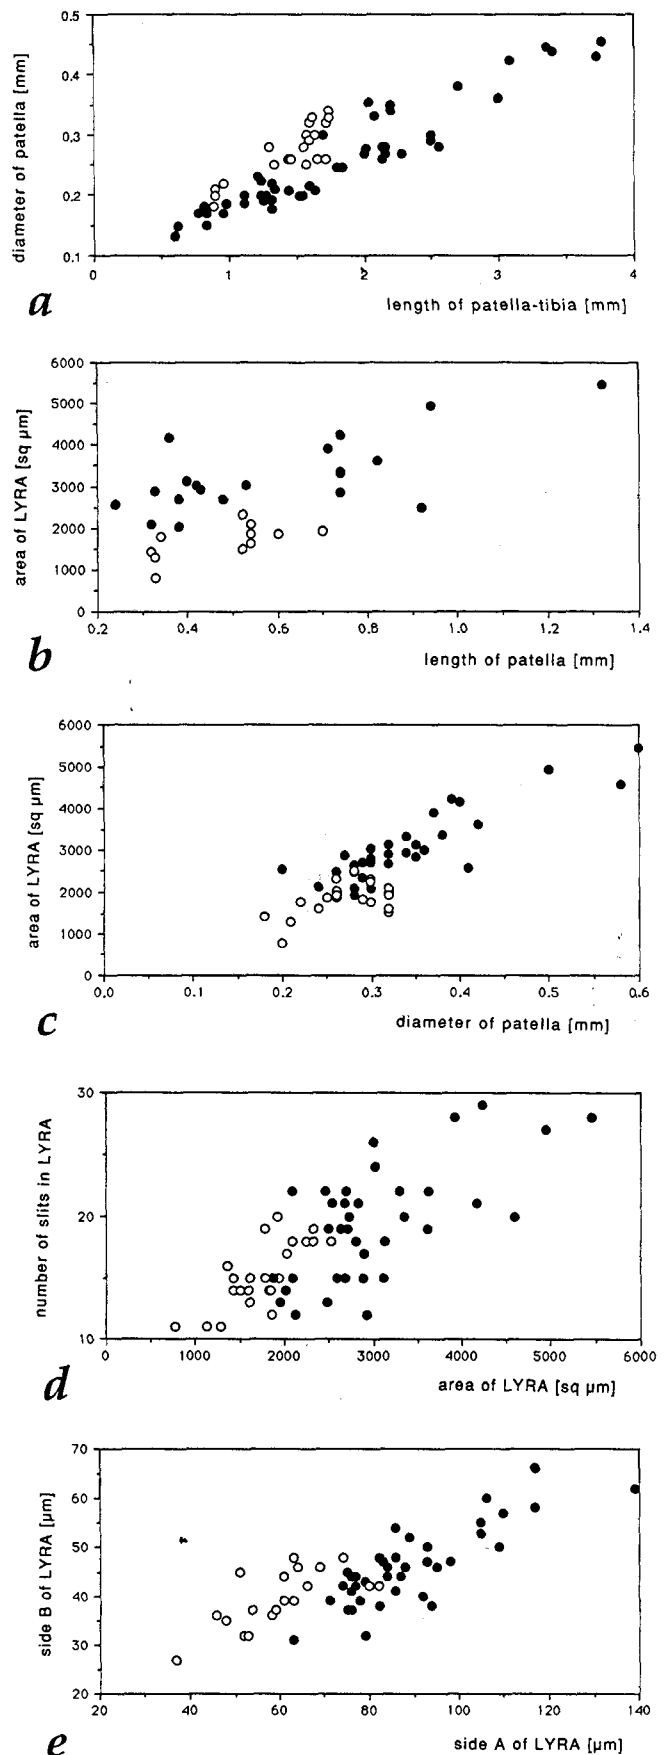 0.5
0.4
0.3
0.2
0.1
diameter of patella [mm]
0 1 2 3 4
a
length of patella-tibia [mm]
6000
5000
4000
3000
2000
1000
0
area of LYRA [sq µm]
0.2 0.4 0.6 0.8 1.0 1.2 1.4
b
length of patella [mm]
6000
5000
4000
3000
2000
1000
0
area of LYRA [sq µm]
0.0 0.1 0.2 0.3 0.4 0.5 0.6
c
diameter of patella [mm]
30
20
10
number of slits in LYRA
0 1000 2000 3000 4000 5000 6000
d
area of LYRA [sq µm]
70
60
50
40
30
20
side B of LYRA [µm]
20 40 60 80 100 120 140
e
side A of LYRA [µm]